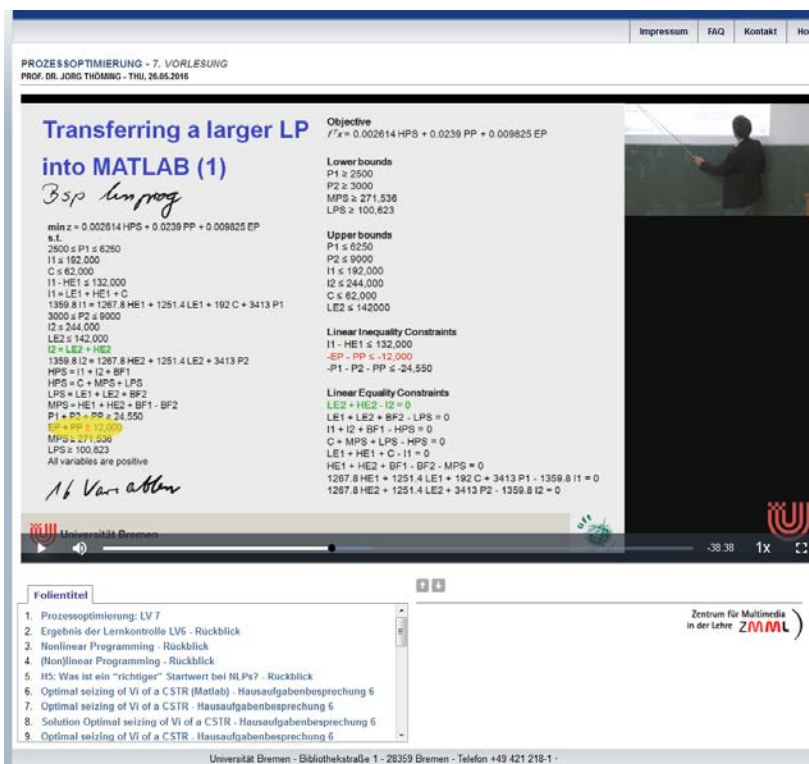 Impressum
FAQ
Kontakt
PROZESSOPTIMIERUNG - 7. VORLESUNG
PROF. DR. JORG THÖMING - THU, 26.05.2016
Transferring a larger LP
into MATLAB (1)
Bsp linprog
min z = 0.002614 HPS + 0.0239 PP + 0.009825 EP
s.t.
2500 ≤ P1 ≤ 6250
I1 ≤ 192,000
C ≤ 62,000
I1 - HE1 ≤ 132,000
I1 = LE1 + HE1 + C
1359.8 I1 = 1267.8 HE1 + 1251.4 LE1 + 192 C + 3413 P1
3000 ≤ P2 ≤ 9000
I2 ≤ 244,000
LE2 ≤ 142,000
I2 = LE2 + HE2
1359.8 I2 = 1267.8 HE2 + 1251.4 LE2 + 3413 P2
HPS = I1 + I2 + BF1
HPS = C + MPS + LPS
LPS = LE1 + LE2 + BF2
MPS = HE1 + HE2 + BF1 - BF2
P1 + P2 + PP ≥ 24,550
EP + PP ≥ 12,000
MPS ≥ 271,536
LPS ≥ 100,623
All variables are positive
16 Variablen
Objective
fᵀx = 0.002614 HPS + 0.0239 PP + 0.009825 EP
Lower bounds
P1 ≥ 2500
P2 ≥ 3000
MPS ≥ 271,536
LPS ≥ 100,623
Upper bounds
P1 ≤ 6250
P2 ≤ 9000
I1 ≤ 192,000
I2 ≤ 244,000
C ≤ 62,000
LE2 ≤ 142000
Linear Inequality Constraints
I1 - HE1 ≤ 132,000
-EP - PP ≤ -12,000
-P1 - P2 - PP ≤ -24,550
Linear Equality Constraints
LE2 + HE2 - I2 = 0
LE1 + LE2 + BF2 - LPS = 0
I1 + I2 + BF1 - HPS = 0
C + MPS + LPS - HPS = 0
LE1 + HE1 + C - I1 = 0
HE1 + HE2 + BF1 - BF2 - MPS = 0
1267.8 HE1 + 1251.4 LE1 + 192 C + 3413 P1 - 1359.8 I1 = 0
1267.8 HE2 + 1251.4 LE2 + 3413 P2 - 1359.8 I2 = 0
Universität Bremen
uft
-38:38
1x
Folientitel
1. Prozessoptimierung: LV 7
2. Ergebnis der Lernkontrolle LV6 - Rückblick
3. Nonlinear Programming - Rückblick
4. (Non)linear Programming - Rückblick
5. H5: Was ist ein "richtiger" Startwert bei NLPs? - Rückblick
6. Optimal seizing of Vi of a CSTR (Matlab) - Hausaufgabenbesprechung 6
7. Optimal seizing of Vi of a CSTR - Hausaufgabenbesprechung 6
8. Solution Optimal seizing of Vi of a CSTR - Hausaufgabenbesprechung 6
9. Optimal seizing of Vi of a CSTR - Hausaufgabenbesprechung 6
Zentrum für Multimedia
in der Lehre ZMML
Universität Bremen - Bibliothekstraße 1 - 28359 Bremen - Telefon +49 421 218-1 ·